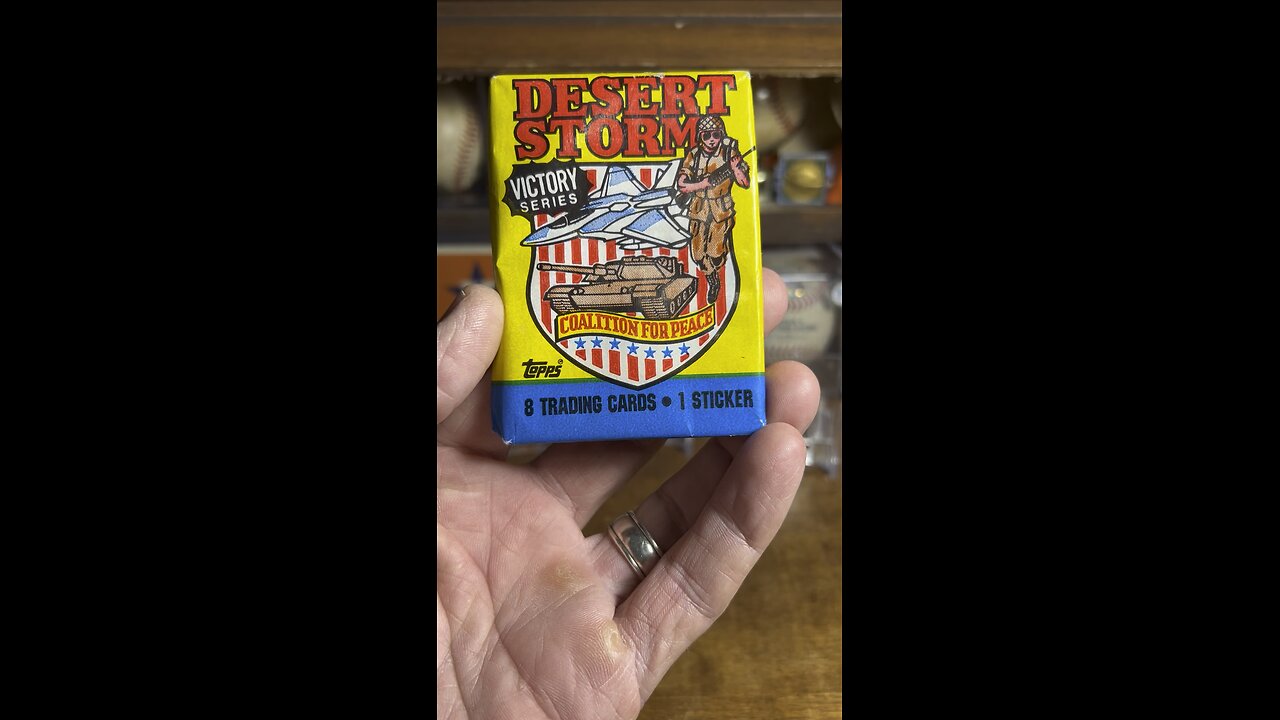 DESERT
STORM
VICTORY
SERIES
COALITION FOR PEACE
Topps®
8 TRADING CARDS • 1 STICKER